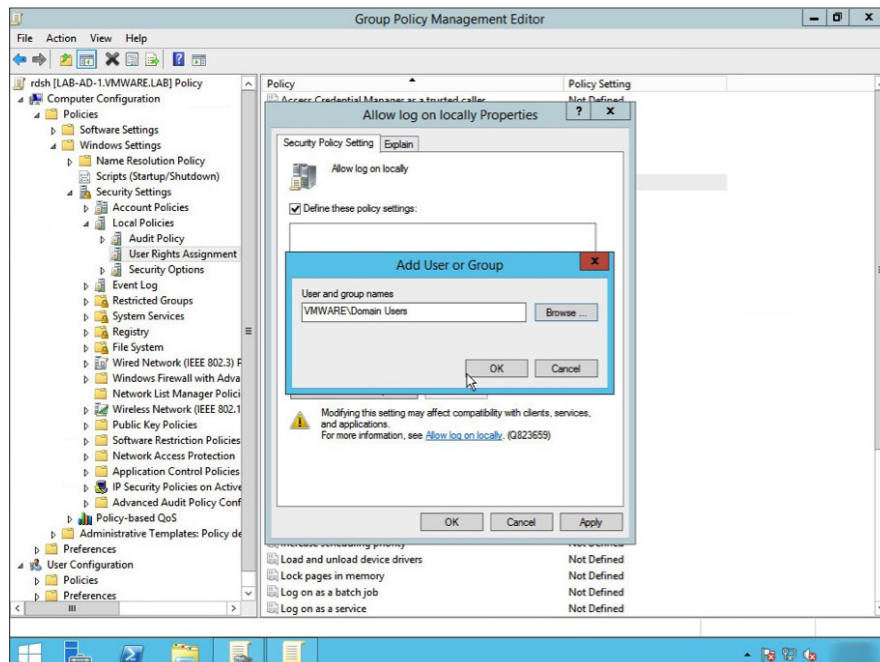 Group Policy Management Editor
File Action View Help
rdsh [LAB-AD-1.VMWARE.LAB] Policy
Computer Configuration
Policies
Software Settings
Windows Settings
Name Resolution Policy
Scripts (Startup/Shutdown)
Security Settings
Account Policies
Local Policies
Audit Policy
User Rights Assignment
Security Options
Event Log
Restricted Groups
System Services
Registry
File System
Wired Network (IEEE 802.3) P
Windows Firewall with Adva
Network List Manager Polici
Wireless Network (IEEE 802.1
Public Key Policies
Software Restriction Policies
Network Access Protection
Application Control Policies
IP Security Policies on Active
Advanced Audit Policy Conf
Policy-based QoS
Administrative Templates: Policy de
Preferences
User Configuration
Policies
Preferences
Policy Policy Setting
Access Credential Manager as a trusted caller Not Defined
Allow log on locally Properties
Security Policy Setting Explain
Allow log on locally
Define these policy settings:
Add User or Group
User and group names
VMWARE\Domain Users Browse ...
OK Cancel
Modifying this setting may affect compatibility with clients, services,
and applications.
For more information, see Allow log on locally. (Q823659)
OK Cancel Apply
Increase scheduling priority Not Defined
Load and unload device drivers Not Defined
Lock pages in memory Not Defined
Log on as a batch job Not Defined
Log on as a service Not Defined